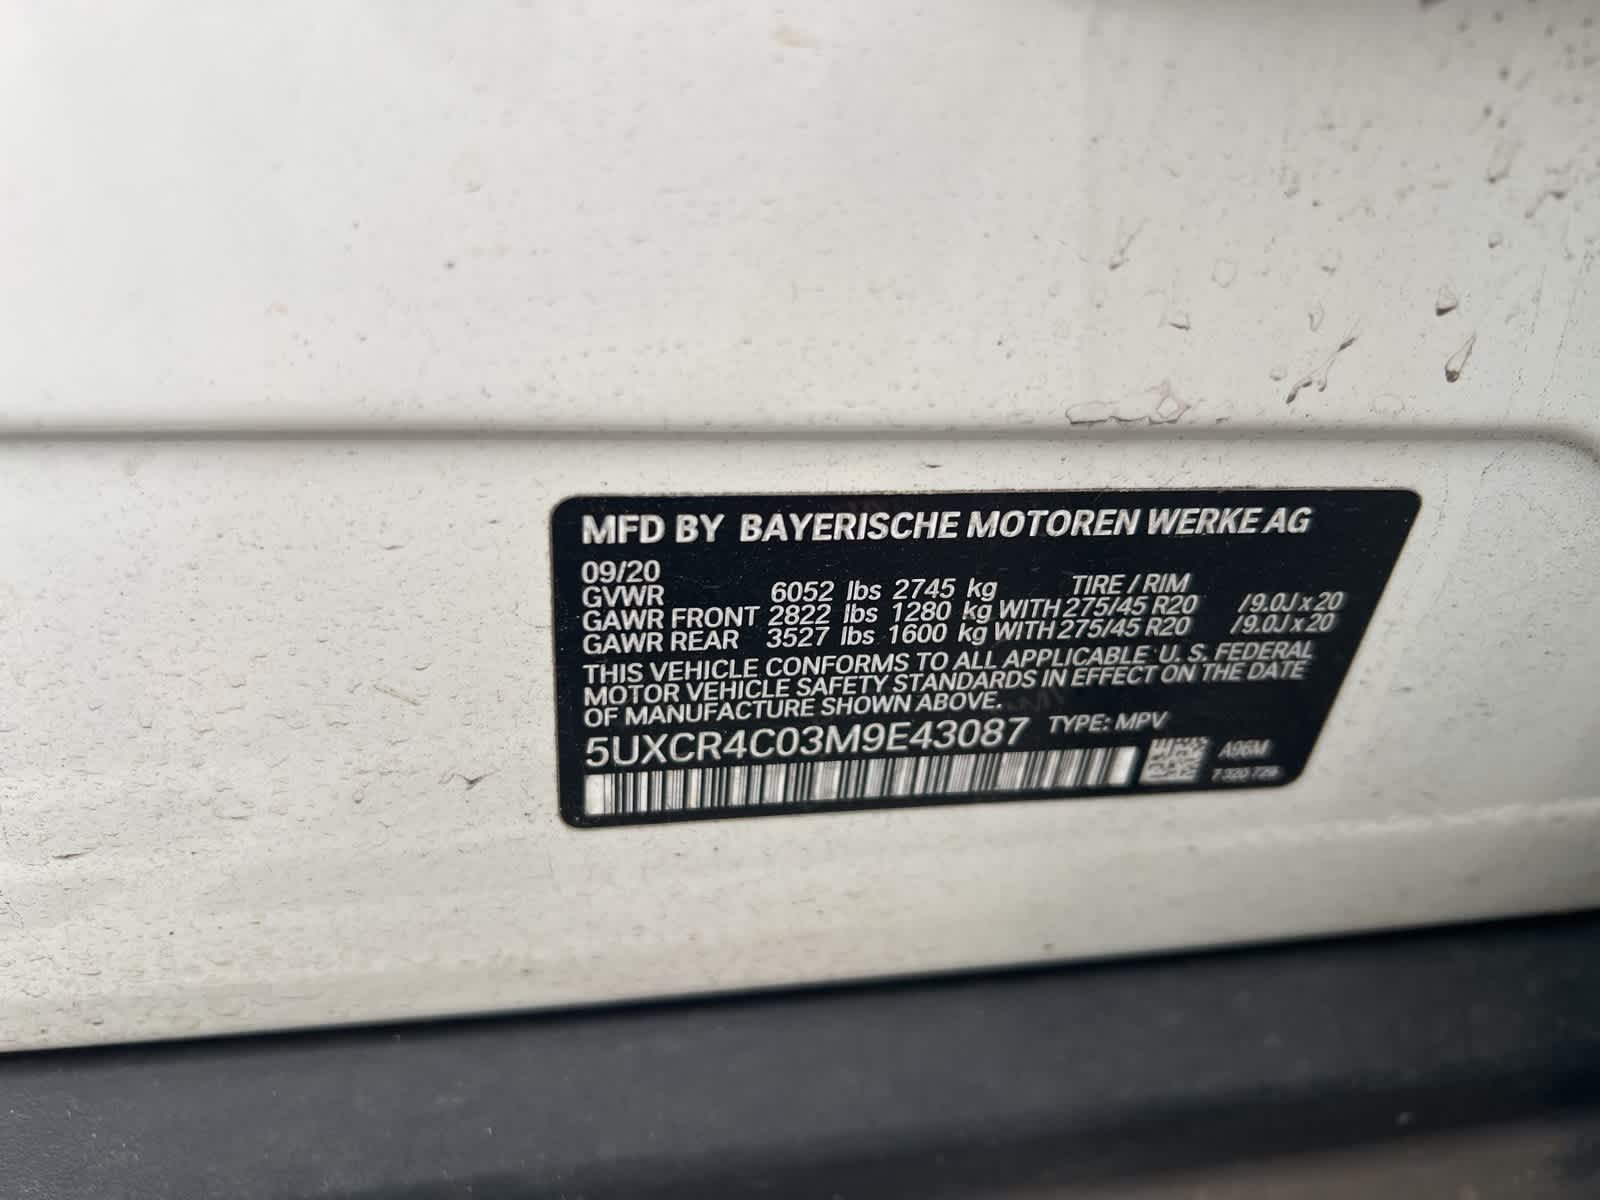 MFD BY BAYERISCHE MOTOREN WERKE AG
09/20
GVWR 6052 lbs 2745 kg TIRE / RIM
GAWR FRONT 2822 lbs 1280 kg WITH 275/45 R20 / 9.0J x 20
GAWR REAR 3527 lbs 1600 kg WITH 275/45 R20 / 9.0J x 20
THIS VEHICLE CONFORMS TO ALL APPLICABLE U. S. FEDERAL
MOTOR VEHICLE SAFETY STANDARDS IN EFFECT ON THE DATE
OF MANUFACTURE SHOWN ABOVE.
5UXCR4C03M9E43087 TYPE: MPV
A96M